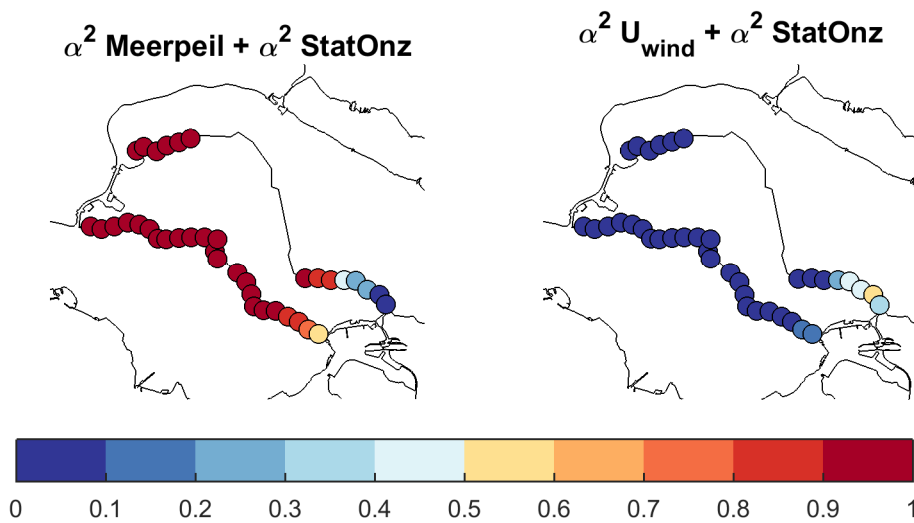 α² Meerpeil + α² StatOnz
α² U_wind + α² StatOnz
0 0.1 0.2 0.3 0.4 0.5 0.6 0.7 0.8 0.9 1